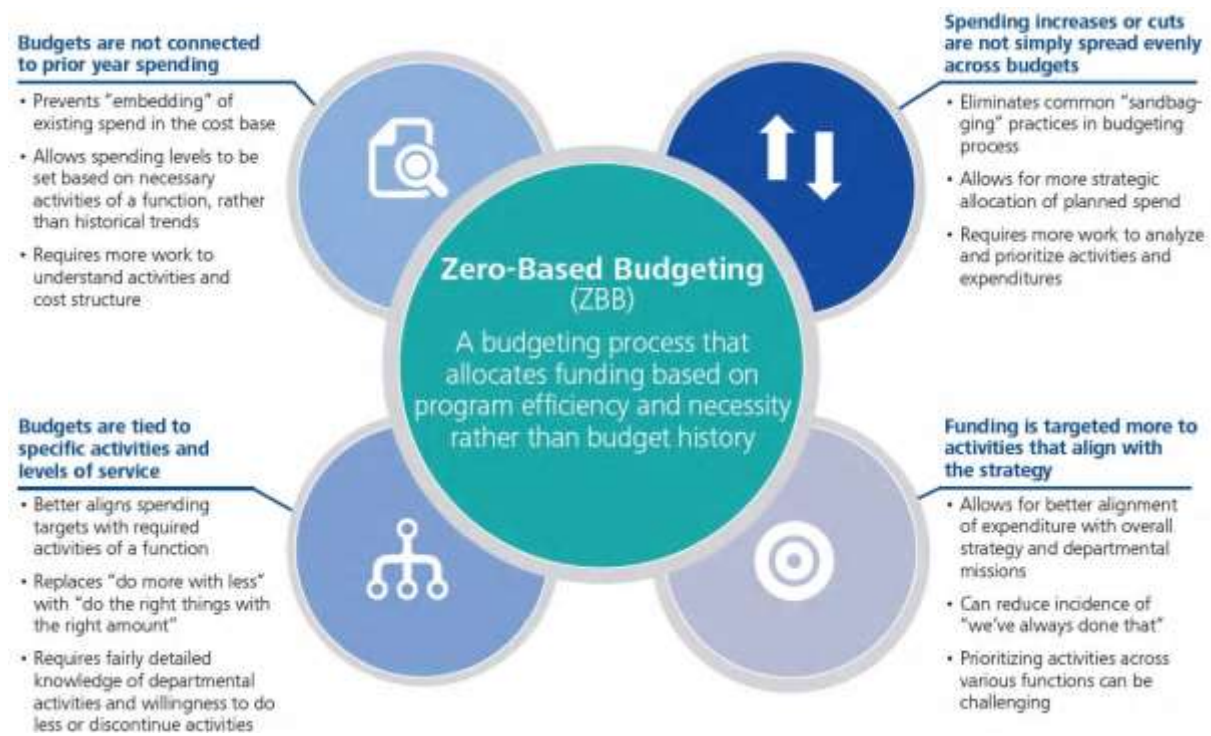 Budgets are not connected
to prior year spending
• Prevents "embedding" of
existing spend in the cost base
• Allows spending levels to be
set based on necessary
activities of a function, rather
than historical trends
• Requires more work to
understand activities and
cost structure
Spending increases or cuts
are not simply spread evenly
across budgets
• Eliminates common "sandbag-
ging" practices in budgeting
process
• Allows for more strategic
allocation of planned spend
• Requires more work to analyze
and prioritize activities and
expenditures
Zero-Based Budgeting
(ZBB)
A budgeting process that
allocates funding based on
program efficiency and necessity
rather than budget history
Budgets are tied to
specific activities and
levels of service
• Better aligns spending
targets with required
activities of a function
• Replaces "do more with less"
with "do the right things with
the right amount"
• Requires fairly detailed
knowledge of departmental
activities and willingness to do
less or discontinue activities
Funding is targeted more to
activities that align with
the strategy
• Allows for better alignment
of expenditure with overall
strategy and departmental
missions
• Can reduce incidence of
"we've always done that"
• Prioritizing activities across
various functions can be
challenging